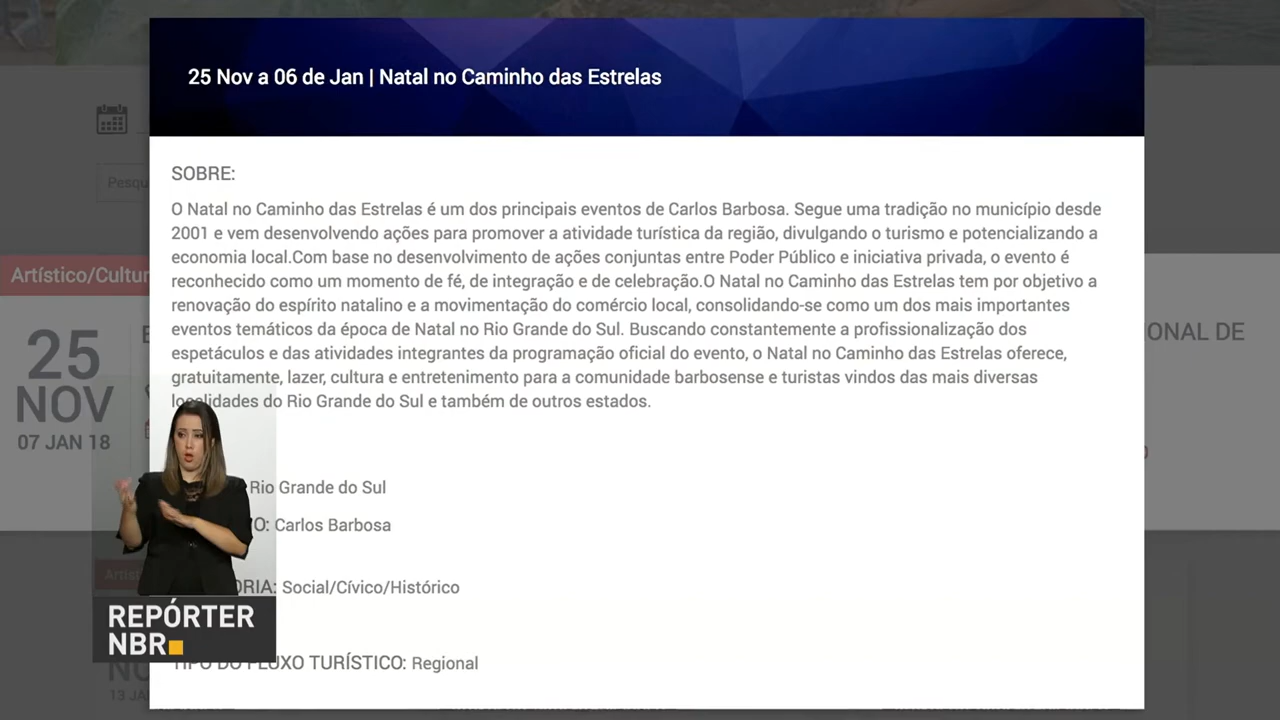 25 Nov a 06 de Jan | Natal no Caminho das Estrelas
SOBRE:
O Natal no Caminho das Estrelas é um dos principais eventos de Carlos Barbosa. Segue uma tradição no município desde
2001 e vem desenvolvendo ações para promover a atividade turística da região, divulgando o turismo e potencializando a
economia local.Com base no desenvolvimento de ações conjuntas entre Poder Público e iniciativa privada, o evento é
reconhecido como um momento de fé, de integração e de celebração.O Natal no Caminho das Estrelas tem por objetivo a
renovação do espírito natalino e a movimentação do comércio local, consolidando-se como um dos mais importantes
eventos temáticos da época de Natal no Rio Grande do Sul. Buscando constantemente a profissionalização dos
espetáculos e das atividades integrantes da programação oficial do evento, o Natal no Caminho das Estrelas oferece,
gratuitamente, lazer, cultura e entretenimento para a comunidade barbosense e turistas vindos das mais diversas
localidades do Rio Grande do Sul e também de outros estados.
Rio Grande do Sul
Carlos Barbosa
Social/Cívico/Histórico
TIPO DO FLUXO TURÍSTICO: Regional
Pesqu
Artístico/Cultur
25
NOV
07 JAN 18
ONAL DE
13 JAN
REPÓRTER
NBR